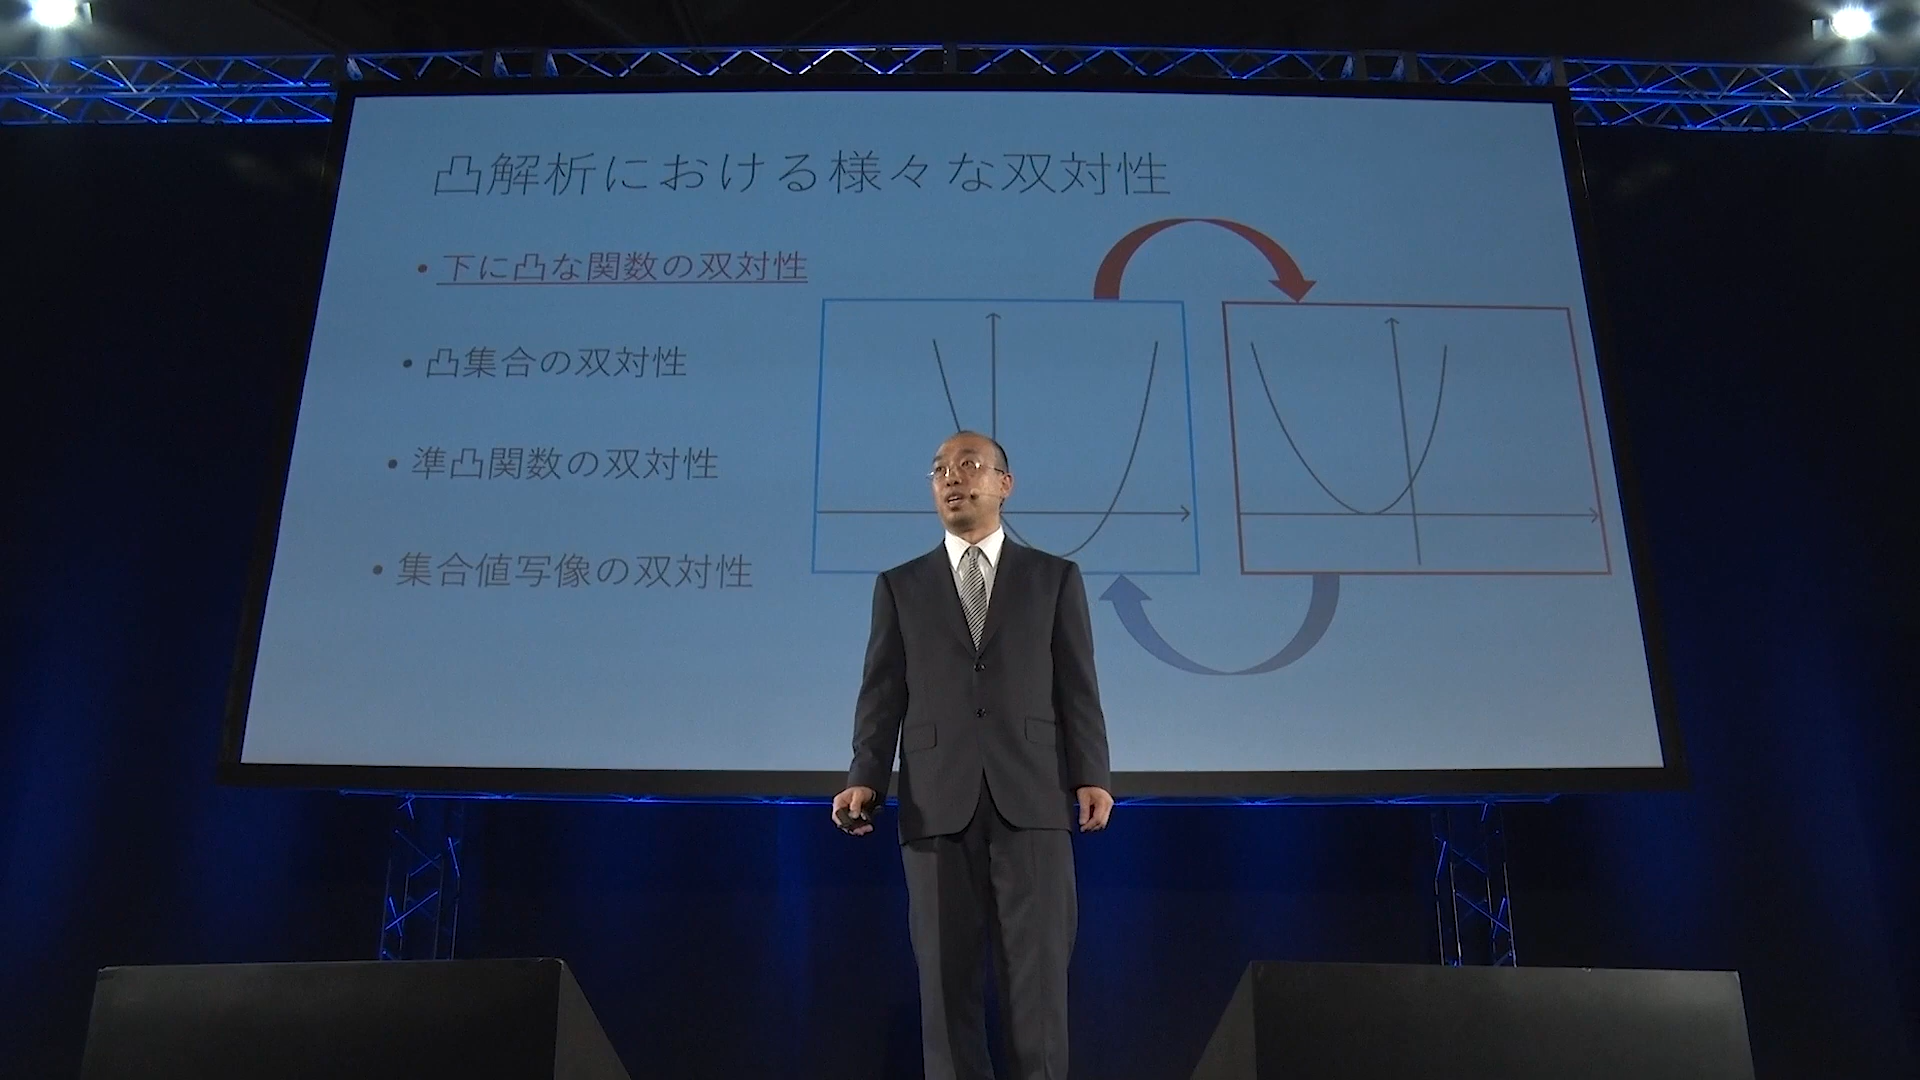 凸解析における様々な双対性
• 下に凸な関数の双対性
• 凸集合の双対性
• 準凸関数の双対性
• 集合値写像の双対性